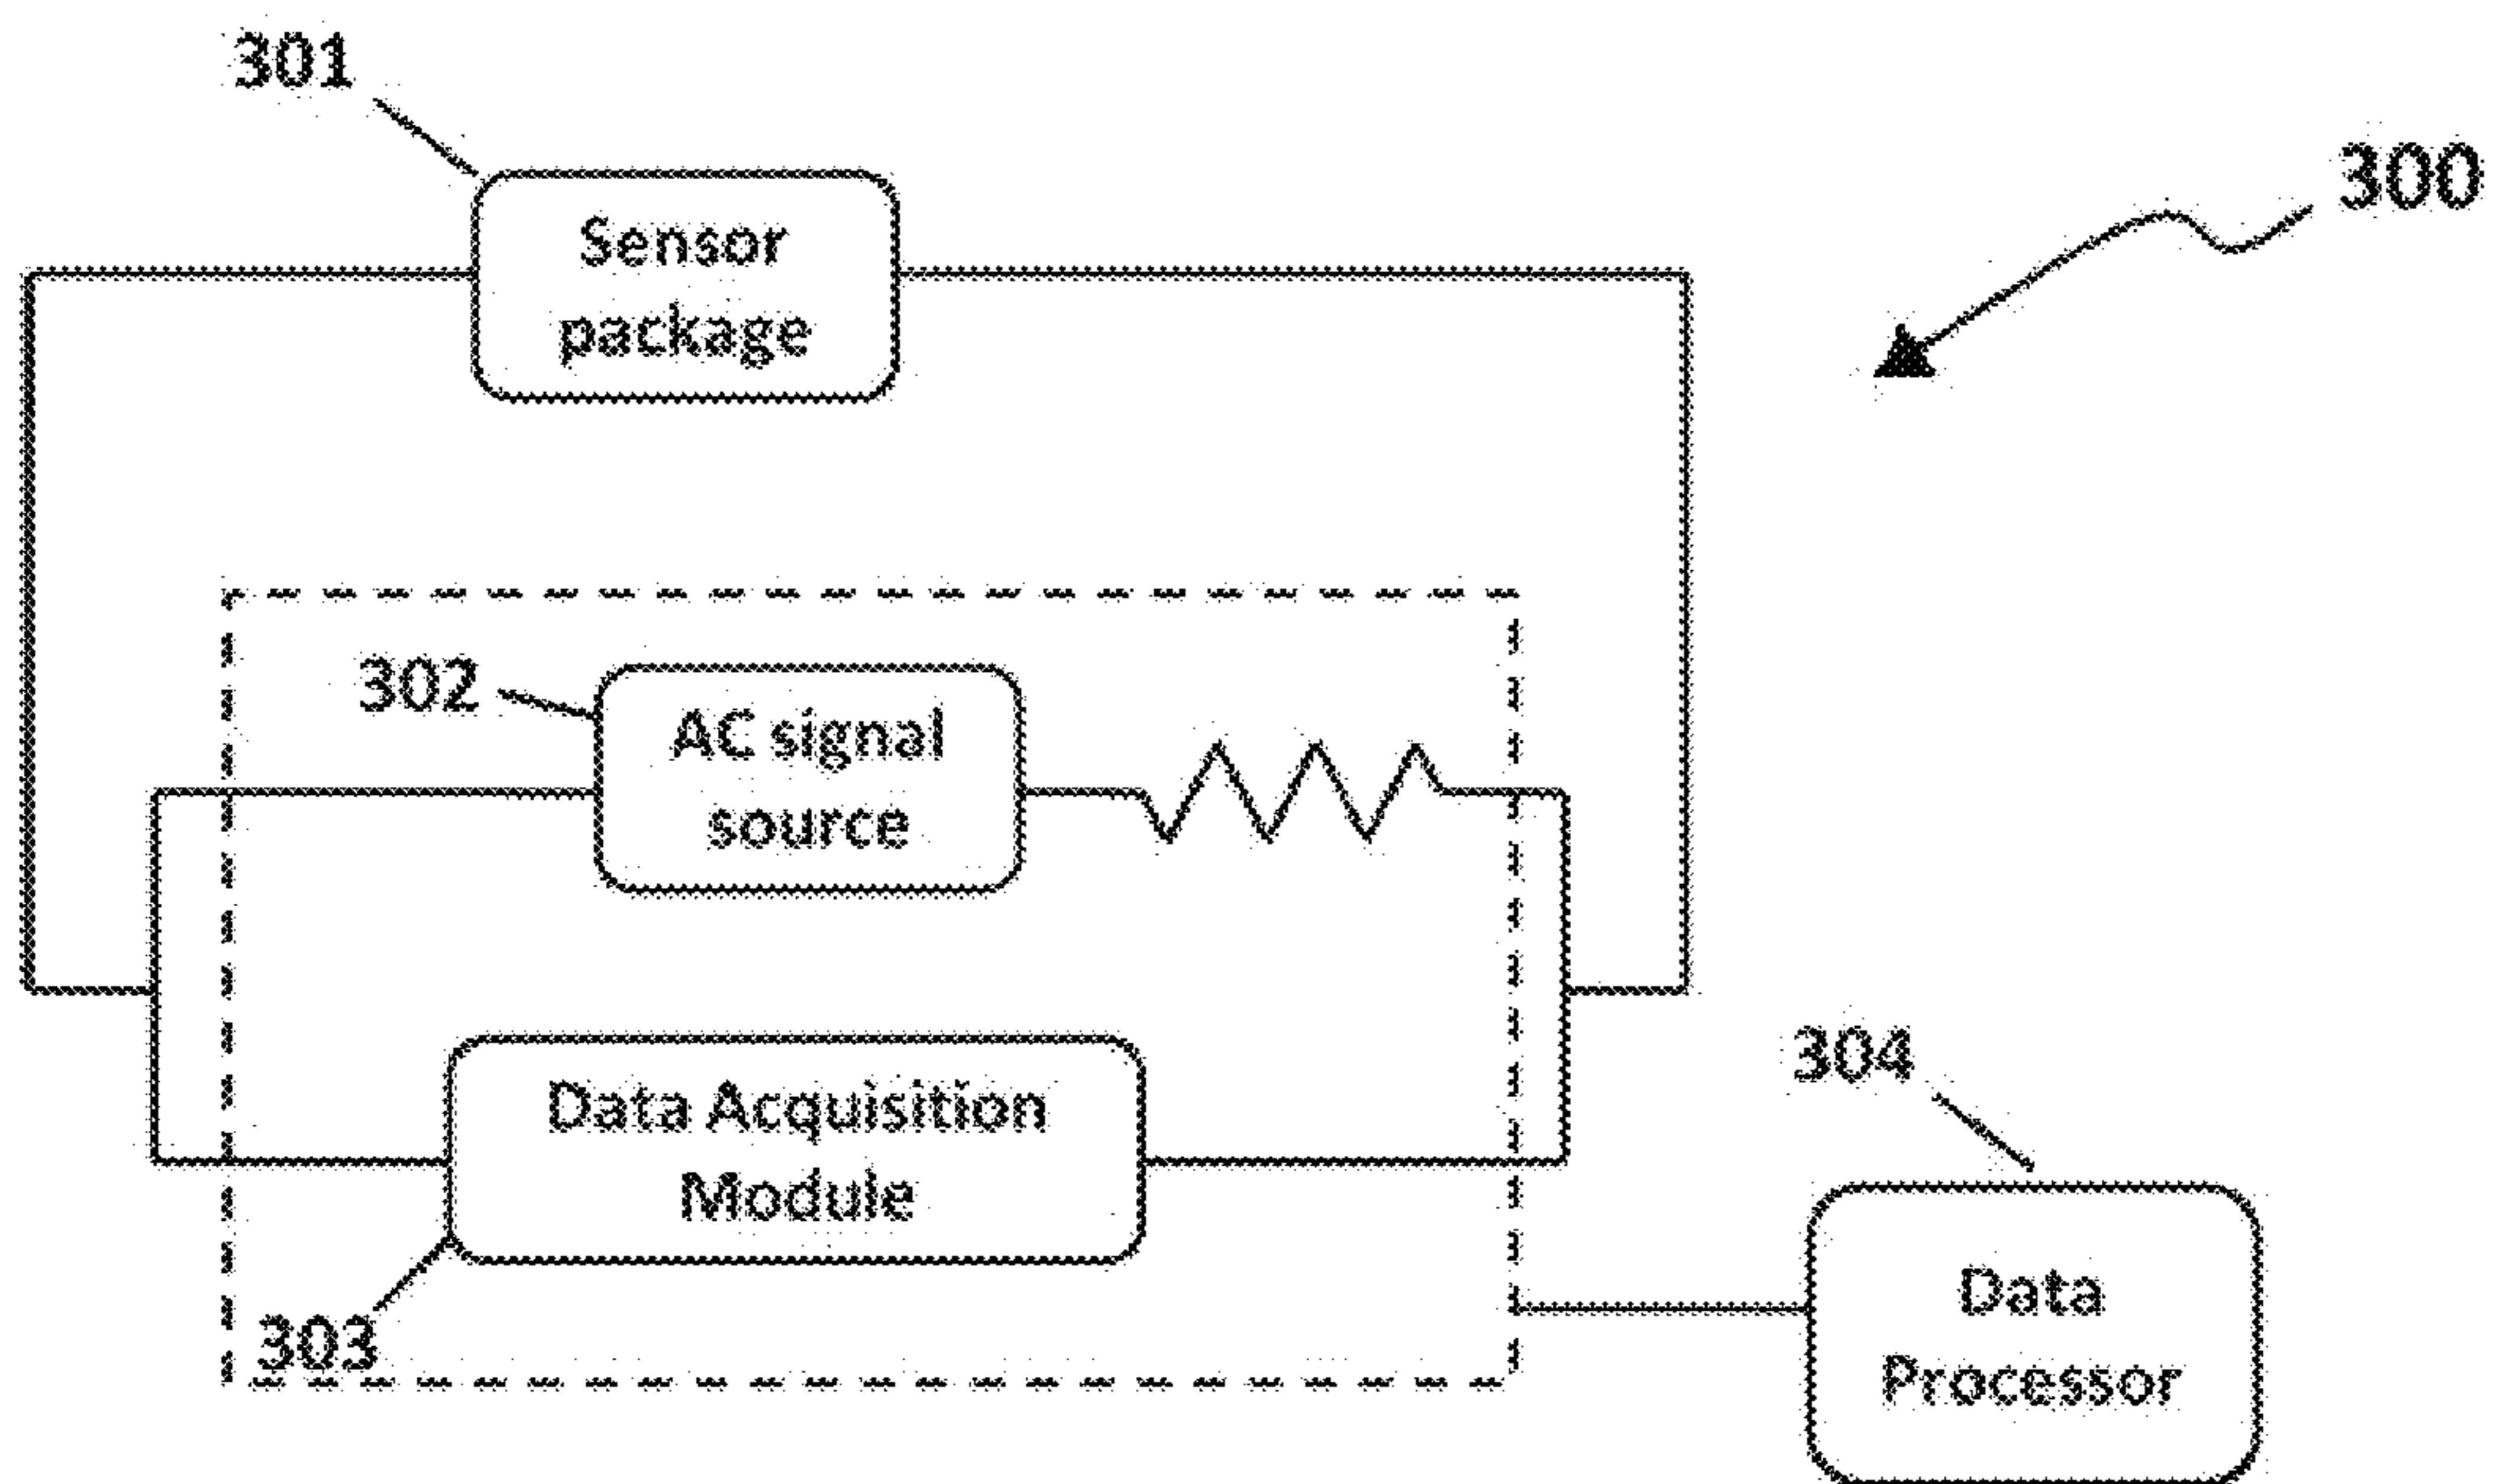 301
300
Sensor
package
302
AC signal
source
304
Data Acquisition
Module
303
Data
Processor